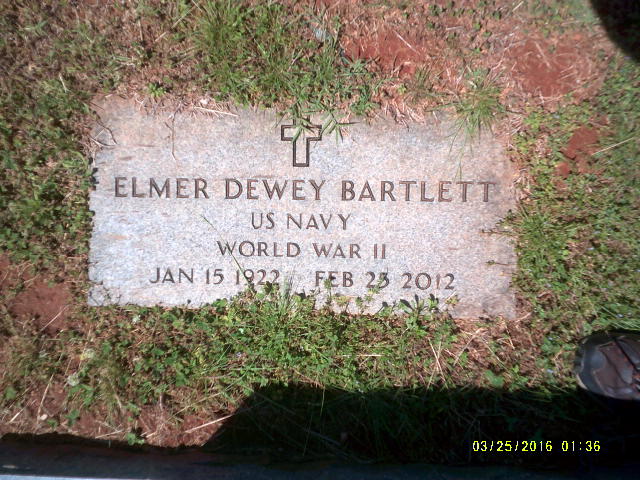 ELMER DEWEY BARTLETT
US NAVY
WORLD WAR II
JAN 15 1922 FEB 23 2012
03/25/2016 01:36